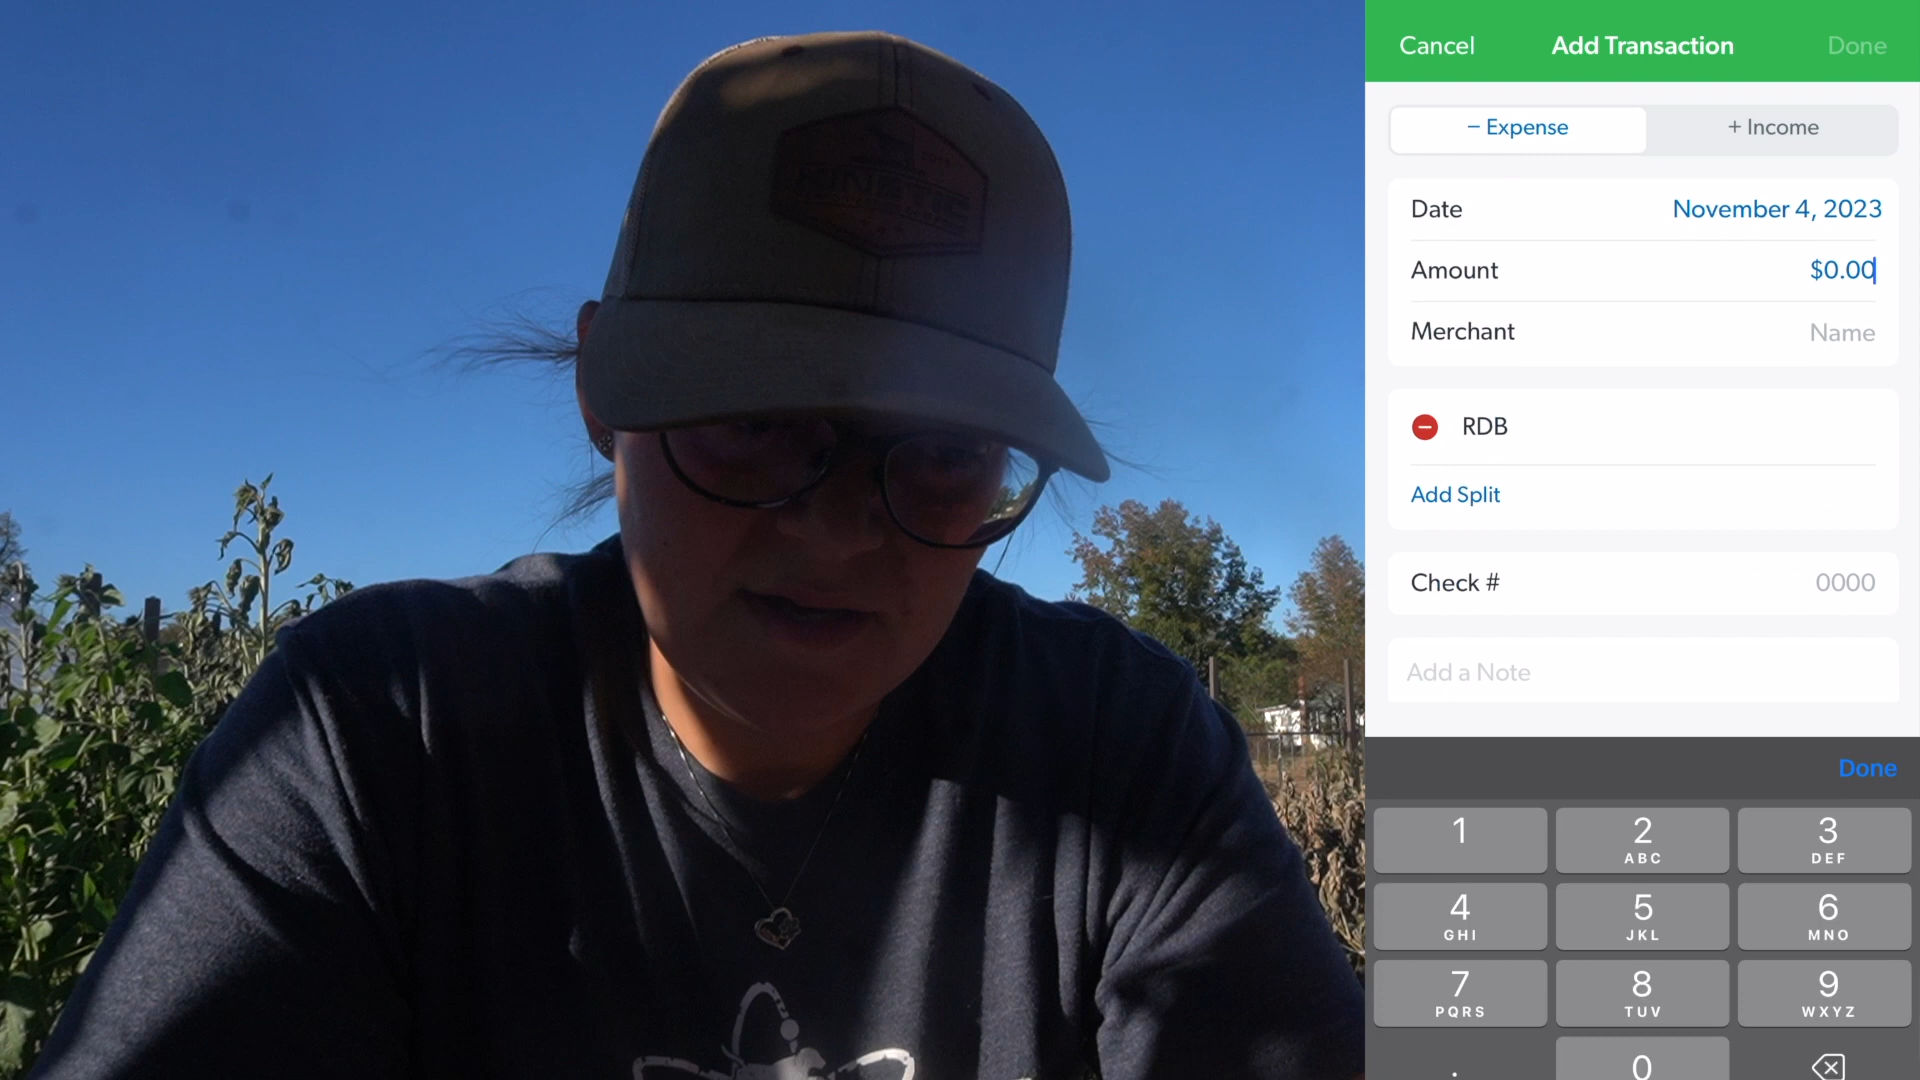 Cancel Add Transaction Done
− Expense + Income
Date November 4, 2023
Amount $0.00
Merchant Name
RDB
Add Split
Check # 0000
Add a Note
Done
1 2 3
ABC DEF
4 5 6
GHI JKL MNO
7 8 9
PQRS TUV WXYZ
. 0